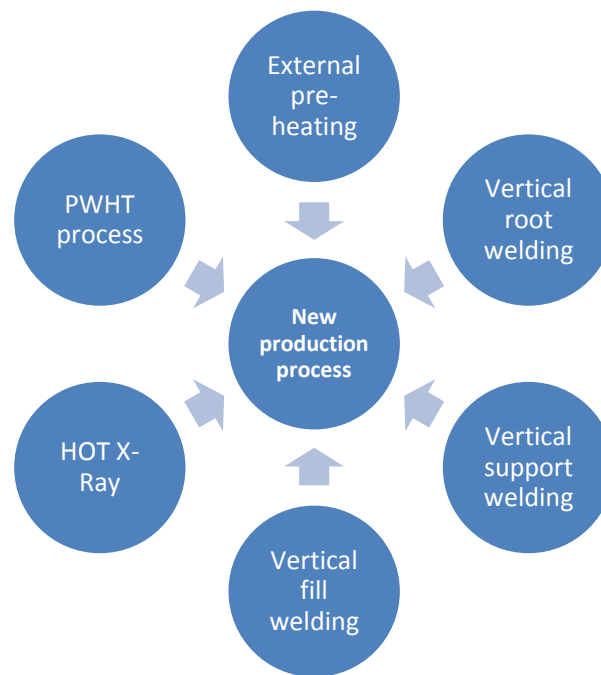 External
pre-
heating
Vertical
root
welding
Vertical
support
welding
Vertical
fill
welding
HOT X-
Ray
PWHT
process
New
production
process